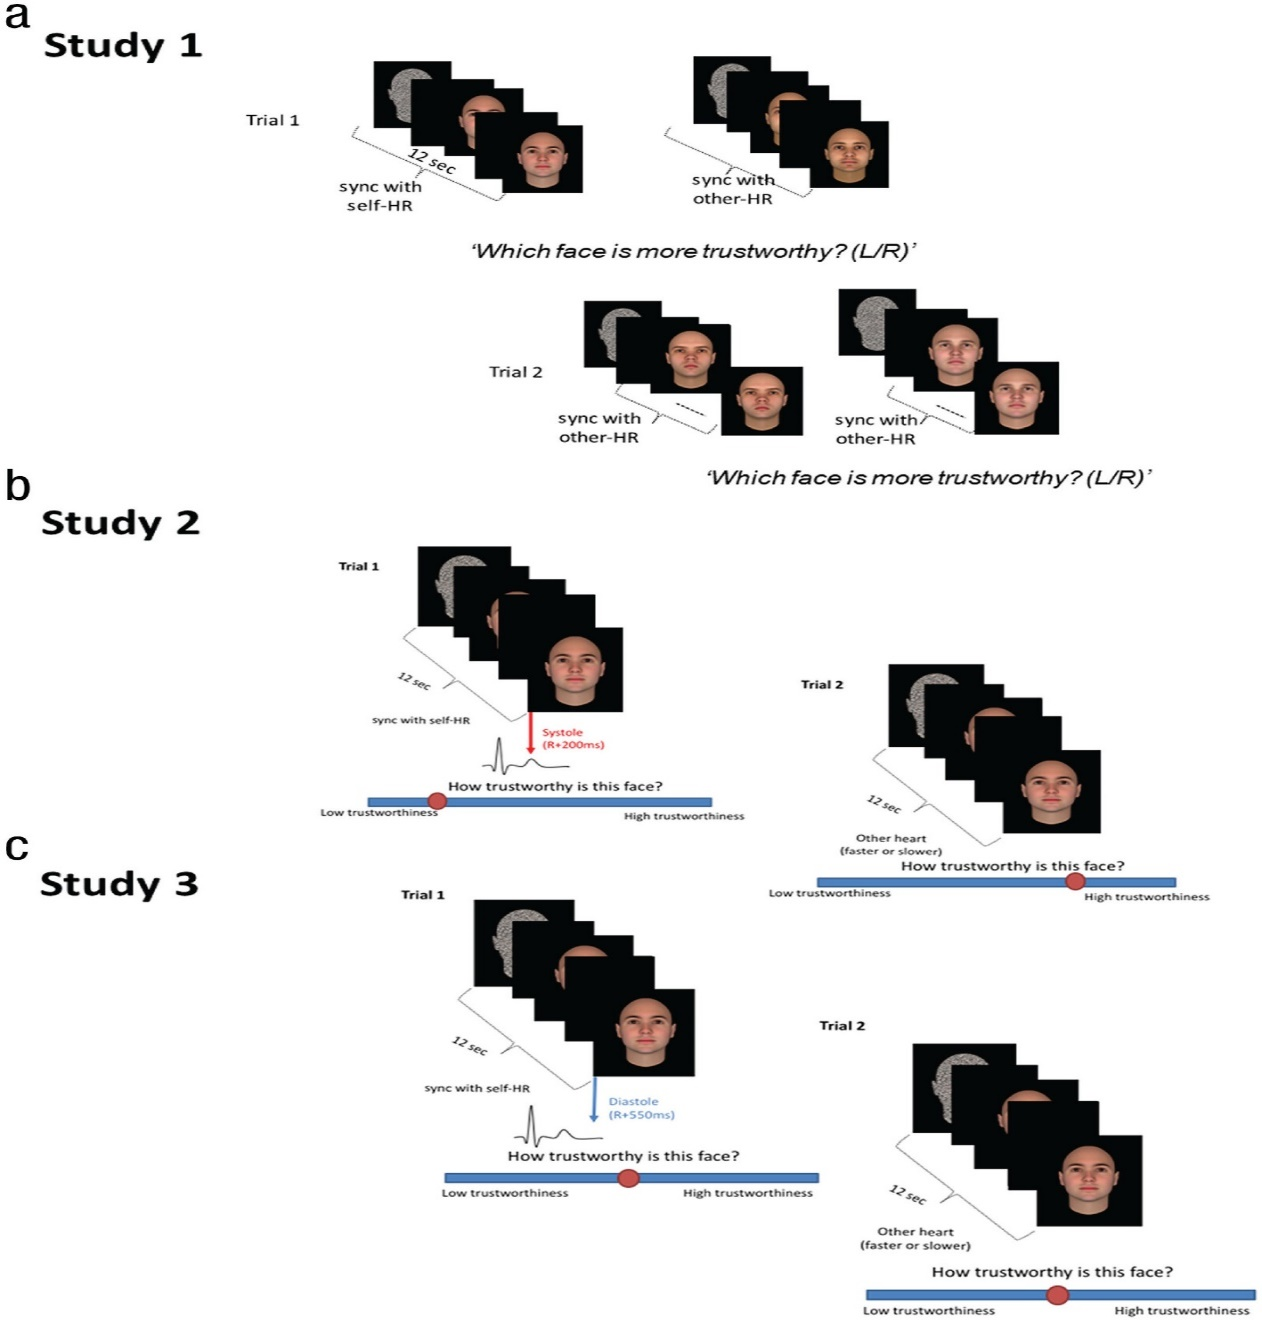 a
Study 1
Trial 1
12 sec
sync with
self-HR
sync with
other-HR
‘Which face is more trustworthy? (L/R)’
Trial 2
sync with
other-HR
sync with
other-HR
‘Which face is more trustworthy? (L/R)’
b
Study 2
Trial 1
12 sec
sync with self-HR
Systole
(R+200ms)
How trustworthy is this face?
Low trustworthiness
High trustworthiness
Trial 2
12 sec
Other heart
(faster or slower)
How trustworthy is this face?
Low trustworthiness
High trustworthiness
c
Study 3
Trial 1
12 sec
sync with self-HR
Diastole
(R+550ms)
How trustworthy is this face?
Low trustworthiness
High trustworthiness
Trial 2
12 sec
Other heart
(faster or slower)
How trustworthy is this face?
Low trustworthiness
High trustworthiness